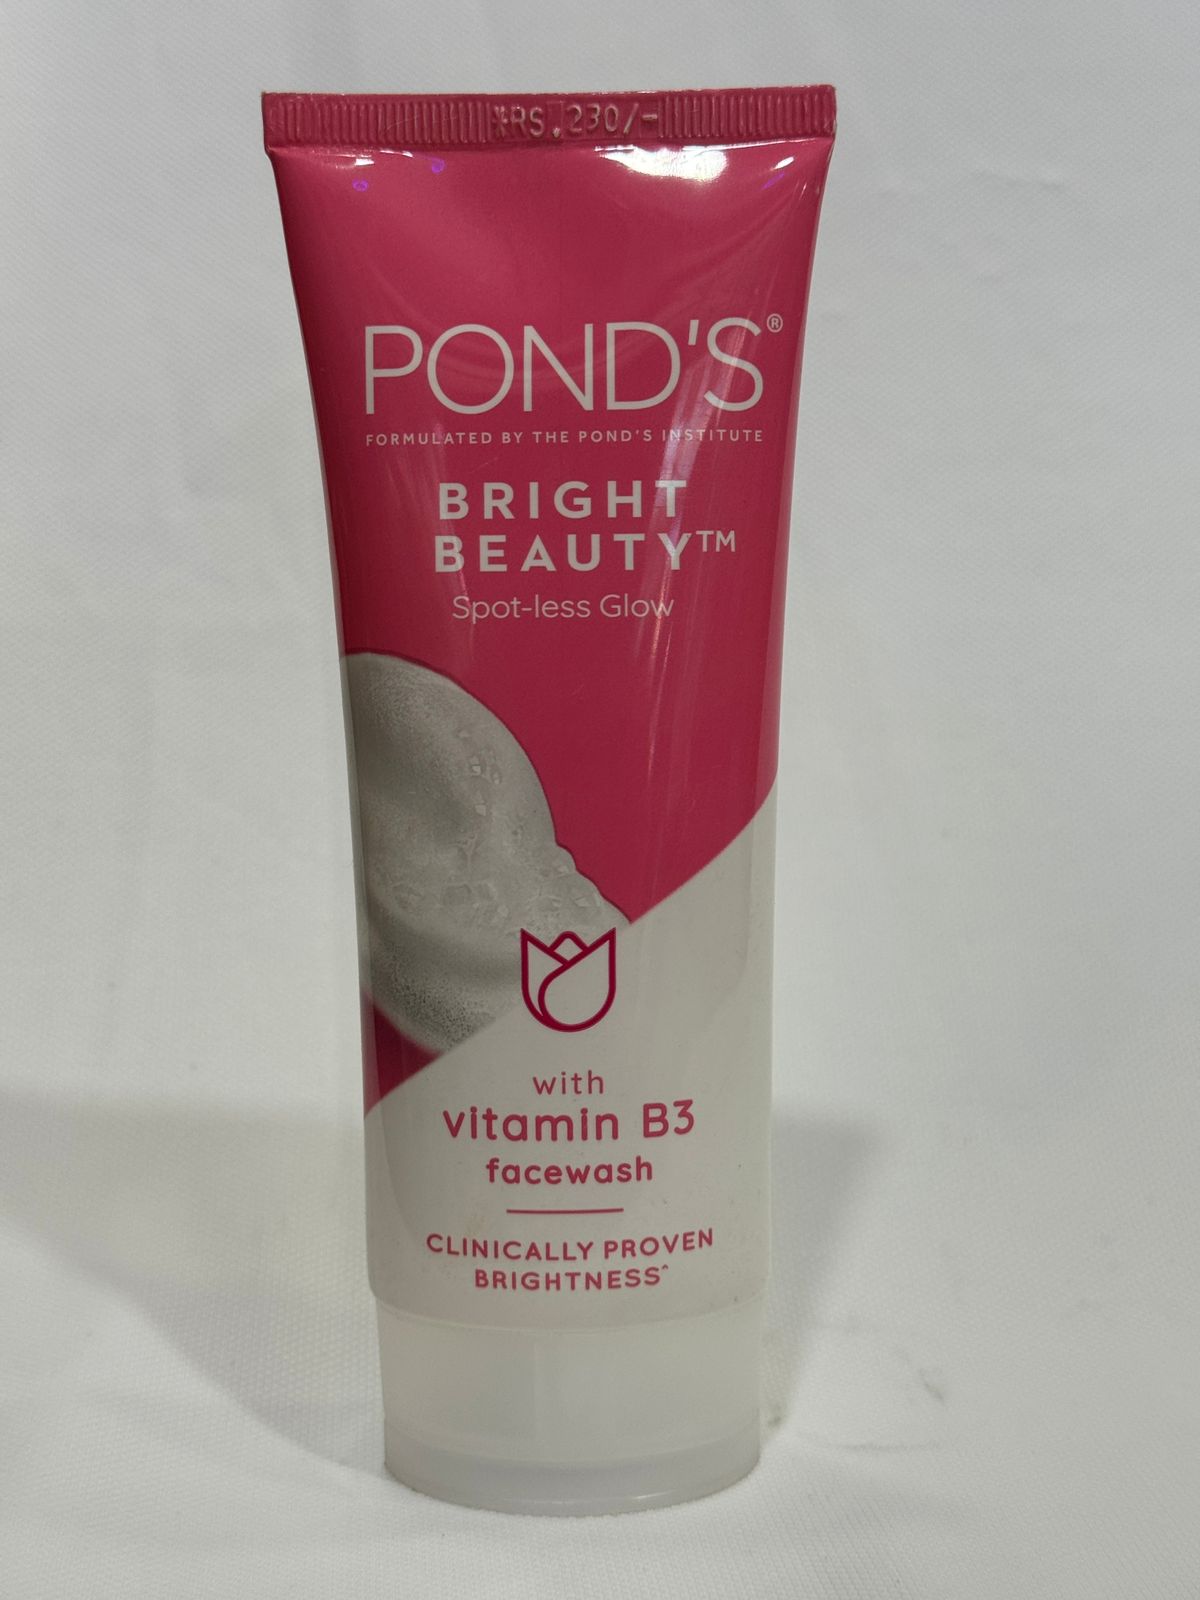 *RS.230/-
POND'S®
FORMULATED BY THE POND'S INSTITUTE
BRIGHT
BEAUTY™
Spot-less Glow
with
vitamin B3
facewash
CLINICALLY PROVEN
BRIGHTNESS^